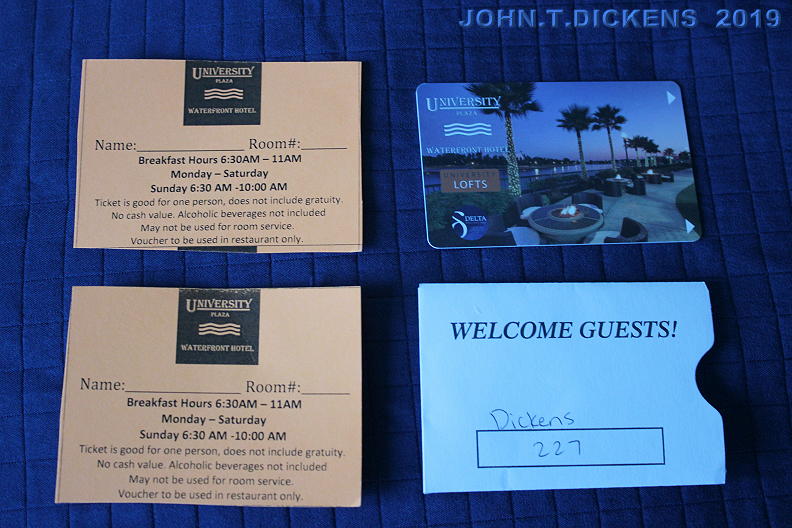 JOHN.T.DICKENS 2019
UNIVERSITY
PLAZA
WATERFRONT HOTEL
Name:_____________ Room#:______
Breakfast Hours 6:30AM – 11AM
Monday – Saturday
Sunday 6:30 AM -10:00 AM
Ticket is good for one person, does not include gratuity.
No cash value. Alcoholic beverages not included
May not be used for room service.
Voucher to be used in restaurant only.
UNIVERSITY
PLAZA
WATERFRONT HOTEL
UNIVERSITY
LOFTS
DELTA
UNIVERSITY
PLAZA
WATERFRONT HOTEL
Name:_____________ Room#:______
Breakfast Hours 6:30AM – 11AM
Monday – Saturday
Sunday 6:30 AM -10:00 AM
Ticket is good for one person, does not include gratuity.
No cash value. Alcoholic beverages not included
May not be used for room service.
Voucher to be used in restaurant only.
WELCOME GUESTS!
Dickens
227